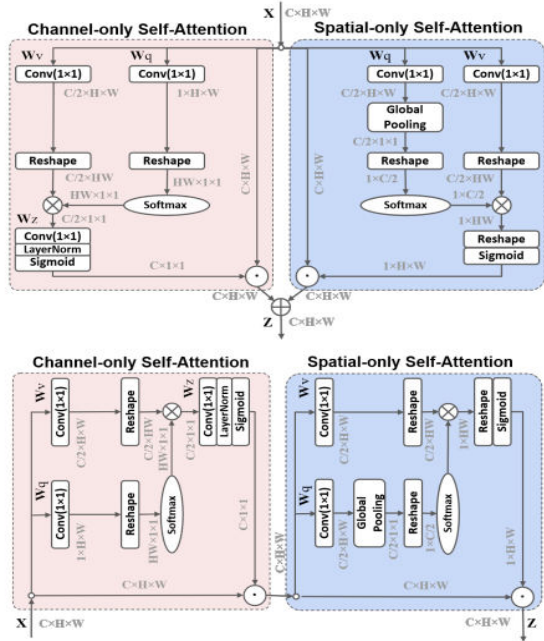 X C×H×W
Channel-only Self-Attention
Spatial-only Self-Attention
Wv Wq Wq Wv
Conv(1×1) Conv(1×1) Conv(1×1) Conv(1×1)
C/2×H×W 1×H×W C/2×H×W C/2×H×W
Global
Pooling
C/2×1×1
Reshape Reshape Reshape Reshape
C×H×W C×H×W
C/2×HW HW×1×1 1×C/2 C/2×HW
Softmax Softmax
Wz C/2×1×1 1×C/2
1×HW
Conv(1×1)
LayerNorm
Sigmoid
Reshape
Sigmoid
C×1×1 1×H×W
C×H×W C×H×W
Z C×H×W
Channel-only Self-Attention
Wv
Conv(1×1)
C/2×H×W
Reshape
C/2×HW
HW×1×1
Wz
Conv(1×1)
LayerNorm
Sigmoid
C/2×1×1
Wq
Conv(1×1)
1×H×W
Reshape
HW×1×1
Softmax
C×1×1
C×H×W
X C×H×W
C×H×W
Spatial-only Self-Attention
Wv
Conv(1×1)
C/2×H×W
Reshape
C/2×HW
1×HW
Reshape
Sigmoid
Wq
Conv(1×1)
C/2×H×W
Global
Pooling
C/2×1×1
Reshape
1×C/2
Softmax
1×H×W
C×H×W
C×H×W Z